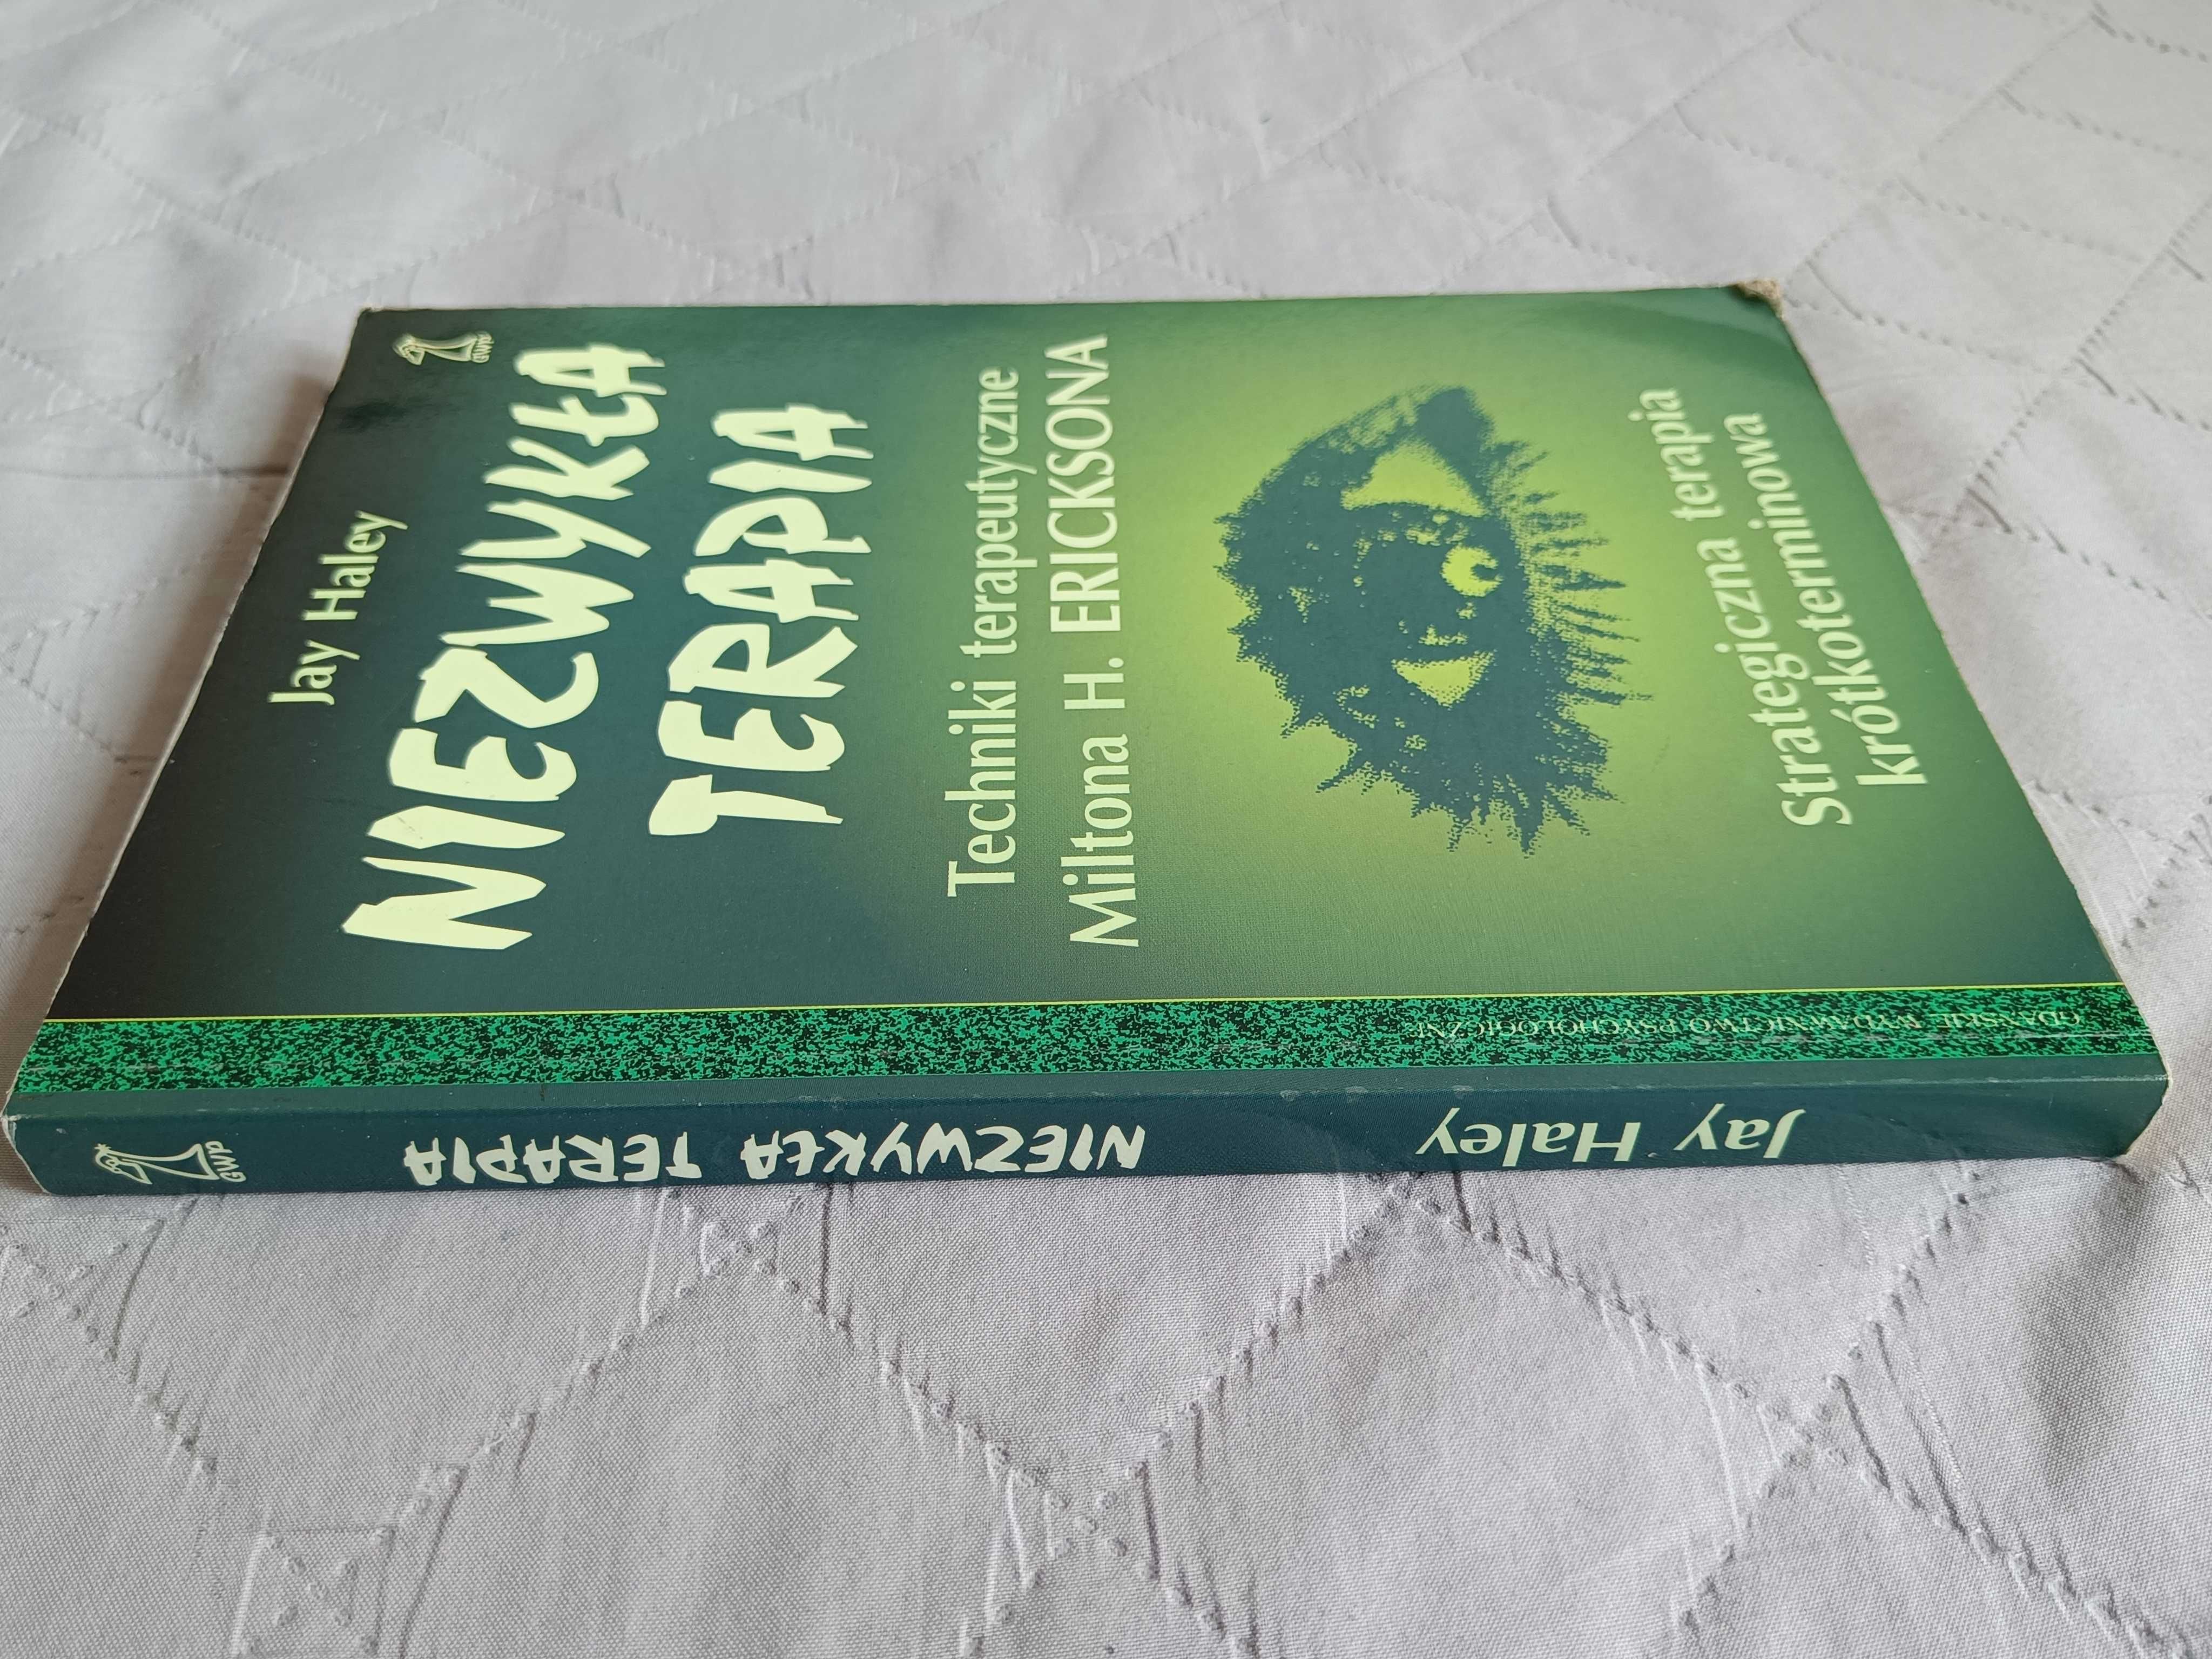 Jay Haley
GWP
NIEZWYKŁA
TERAPIA
Techniki terapeutyczne
Miltona H. ERICKSONA
Strategiczna terapia
krótkoterminowa
GDAŃSKIE WYDAWNICTWO PSYCHOLOGICZNE
Jay Haley NIEZWYKŁA TERAPIA GWP